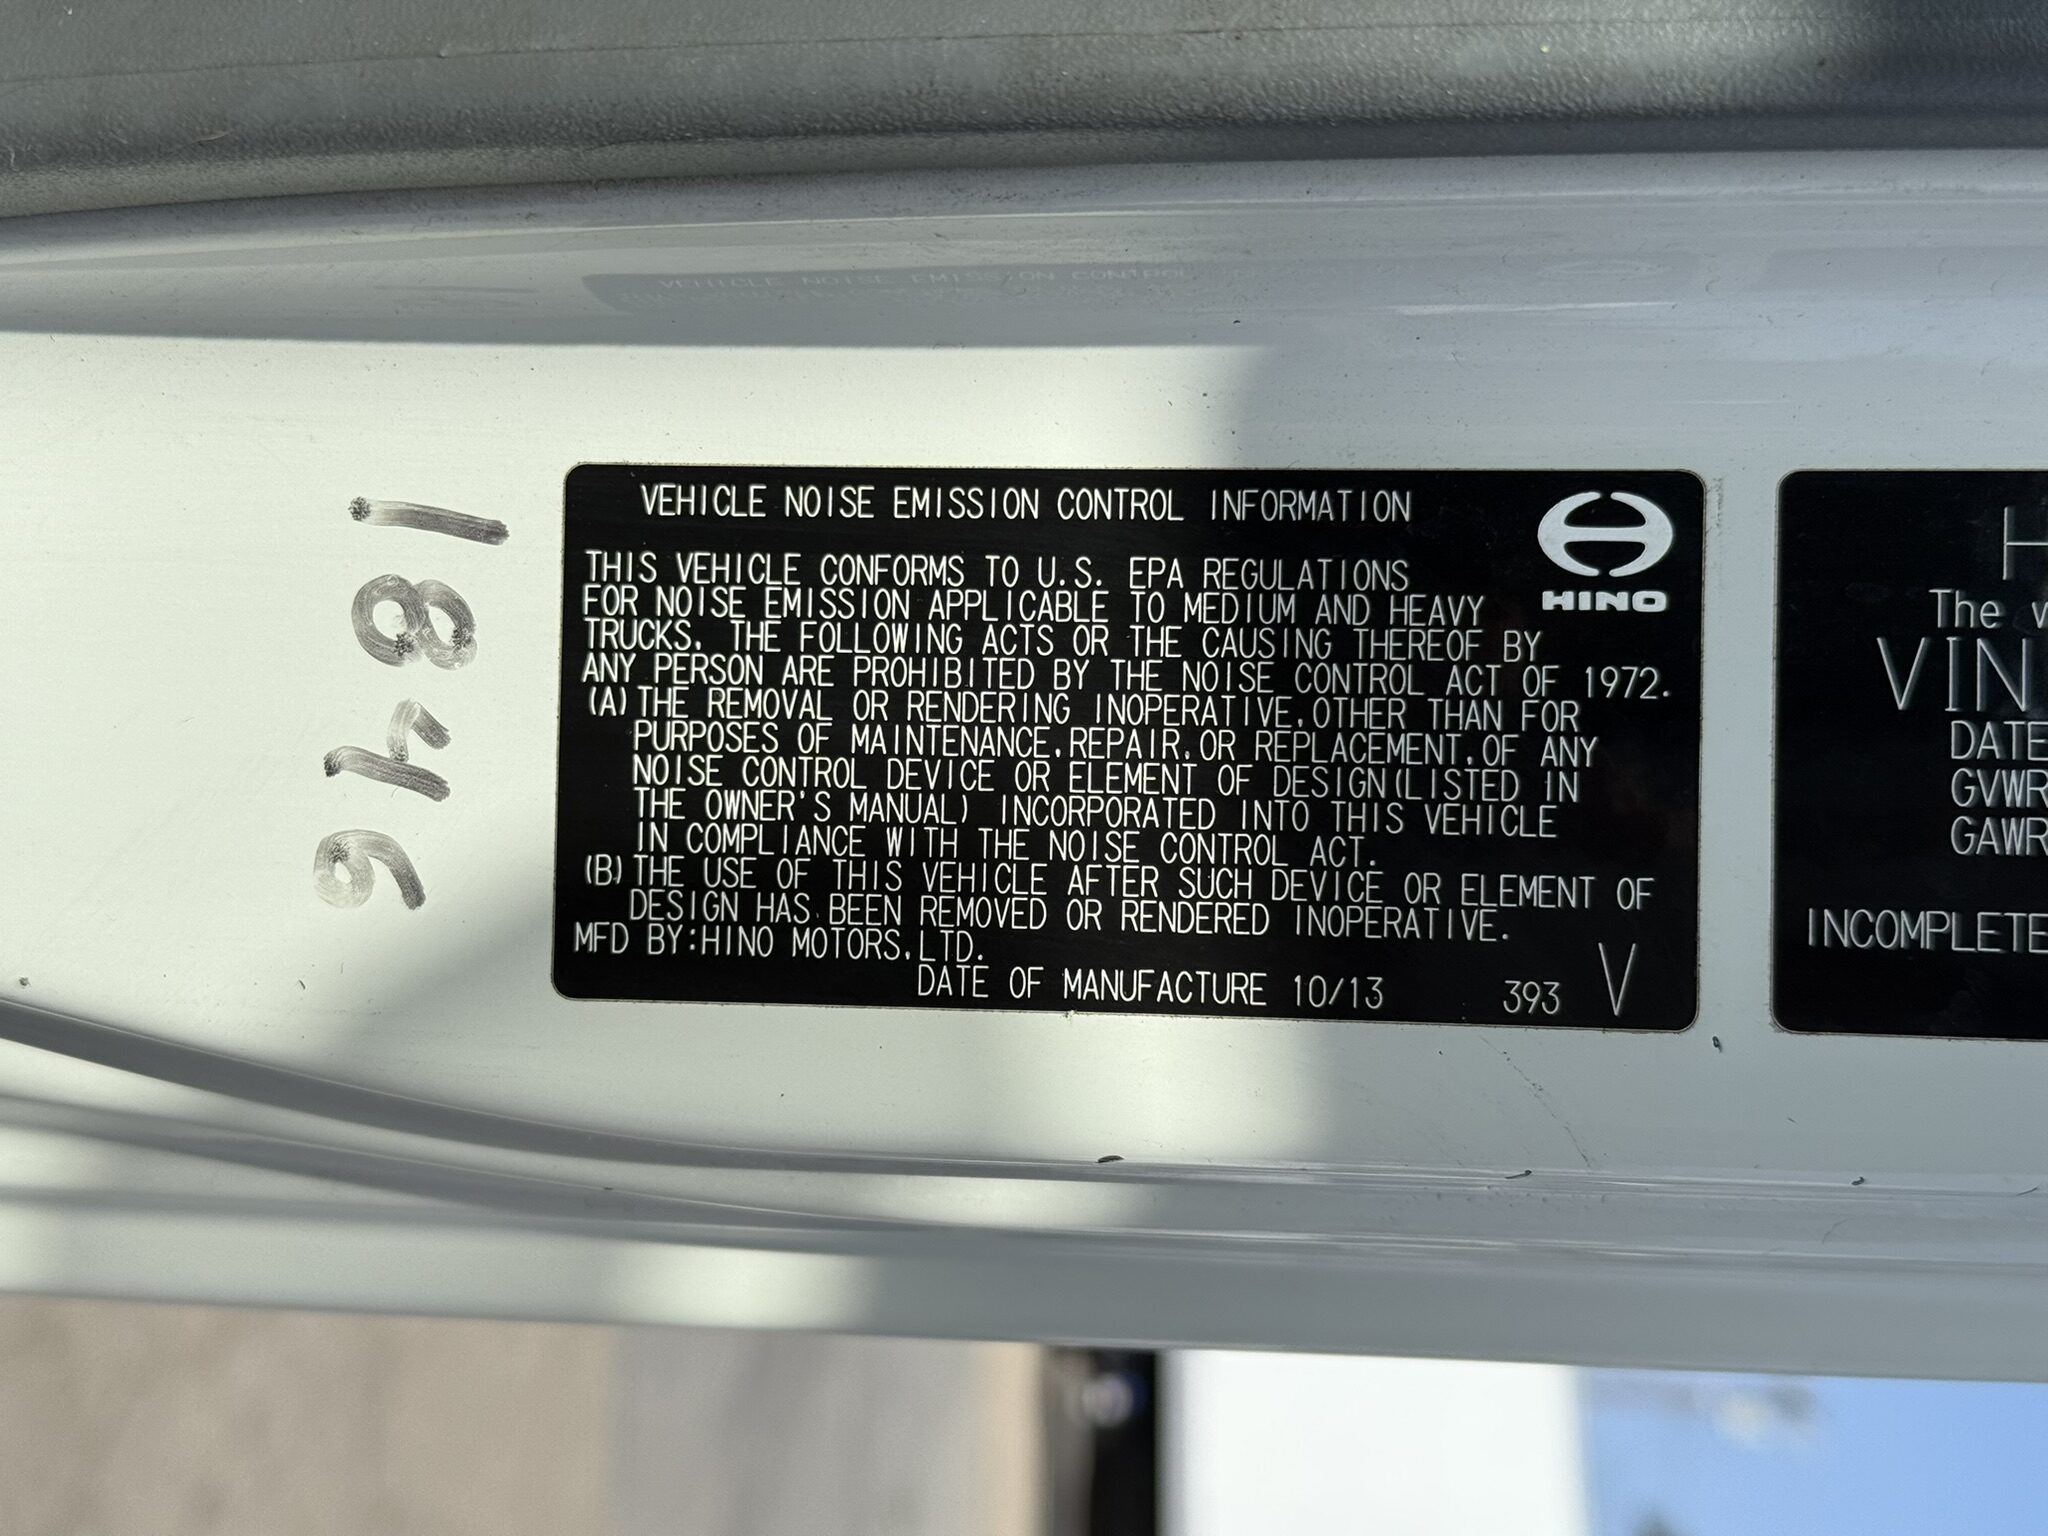 1846
VEHICLE NOISE EMISSION CONTROL INFORMATION
HINO
THIS VEHICLE CONFORMS TO U.S. EPA REGULATIONS
FOR NOISE EMISSION APPLICABLE TO MEDIUM AND HEAVY
TRUCKS. THE FOLLOWING ACTS OR THE CAUSING THEREOF BY
ANY PERSON ARE PROHIBITED BY THE NOISE CONTROL ACT OF 1972.
(A) THE REMOVAL OR RENDERING INOPERATIVE, OTHER THAN FOR
PURPOSES OF MAINTENANCE, REPAIR, OR REPLACEMENT, OF ANY
NOISE CONTROL DEVICE OR ELEMENT OF DESIGN (LISTED IN
THE OWNER'S MANUAL) INCORPORATED INTO THIS VEHICLE
IN COMPLIANCE WITH THE NOISE CONTROL ACT.
(B) THE USE OF THIS VEHICLE AFTER SUCH DEVICE OR ELEMENT OF
DESIGN HAS BEEN REMOVED OR RENDERED INOPERATIVE.
MFD BY:HINO MOTORS,LTD.
DATE OF MANUFACTURE 10/13 393 V
The
VIN
DATE
GVWR
GAWR
INCOMPLETE